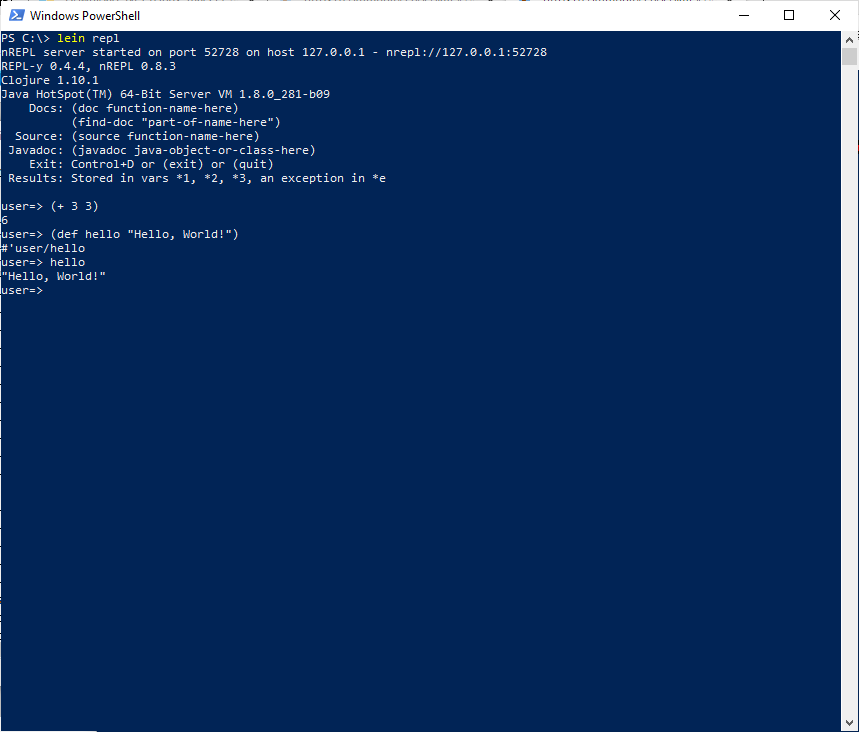 Windows PowerShell
PS C:\> lein repl
nREPL server started on port 52728 on host 127.0.0.1 - nrepl://127.0.0.1:52728
REPL-y 0.4.4, nREPL 0.8.3
Clojure 1.10.1
Java HotSpot(TM) 64-Bit Server VM 1.8.0_281-b09
    Docs: (doc function-name-here)
          (find-doc "part-of-name-here")
  Source: (source function-name-here)
 Javadoc: (javadoc java-object-or-class-here)
    Exit: Control+D or (exit) or (quit)
 Results: Stored in vars *1, *2, *3, an exception in *e
user=> (+ 3 3)
6
user=> (def hello "Hello, World!")
#'user/hello
user=> hello
"Hello, World!"
user=>